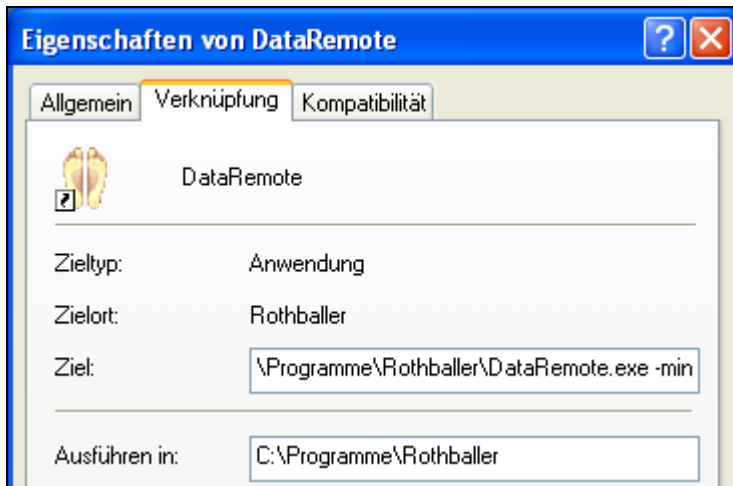 Eigenschaften von DataRemote
Allgemein Verknüpfung Kompatibilität
DataRemote
Zieltyp: Anwendung
Zielort: Rothballer
Ziel: \Programme\Rothballer\DataRemote.exe -min
Ausführen in: C:\Programme\Rothballer